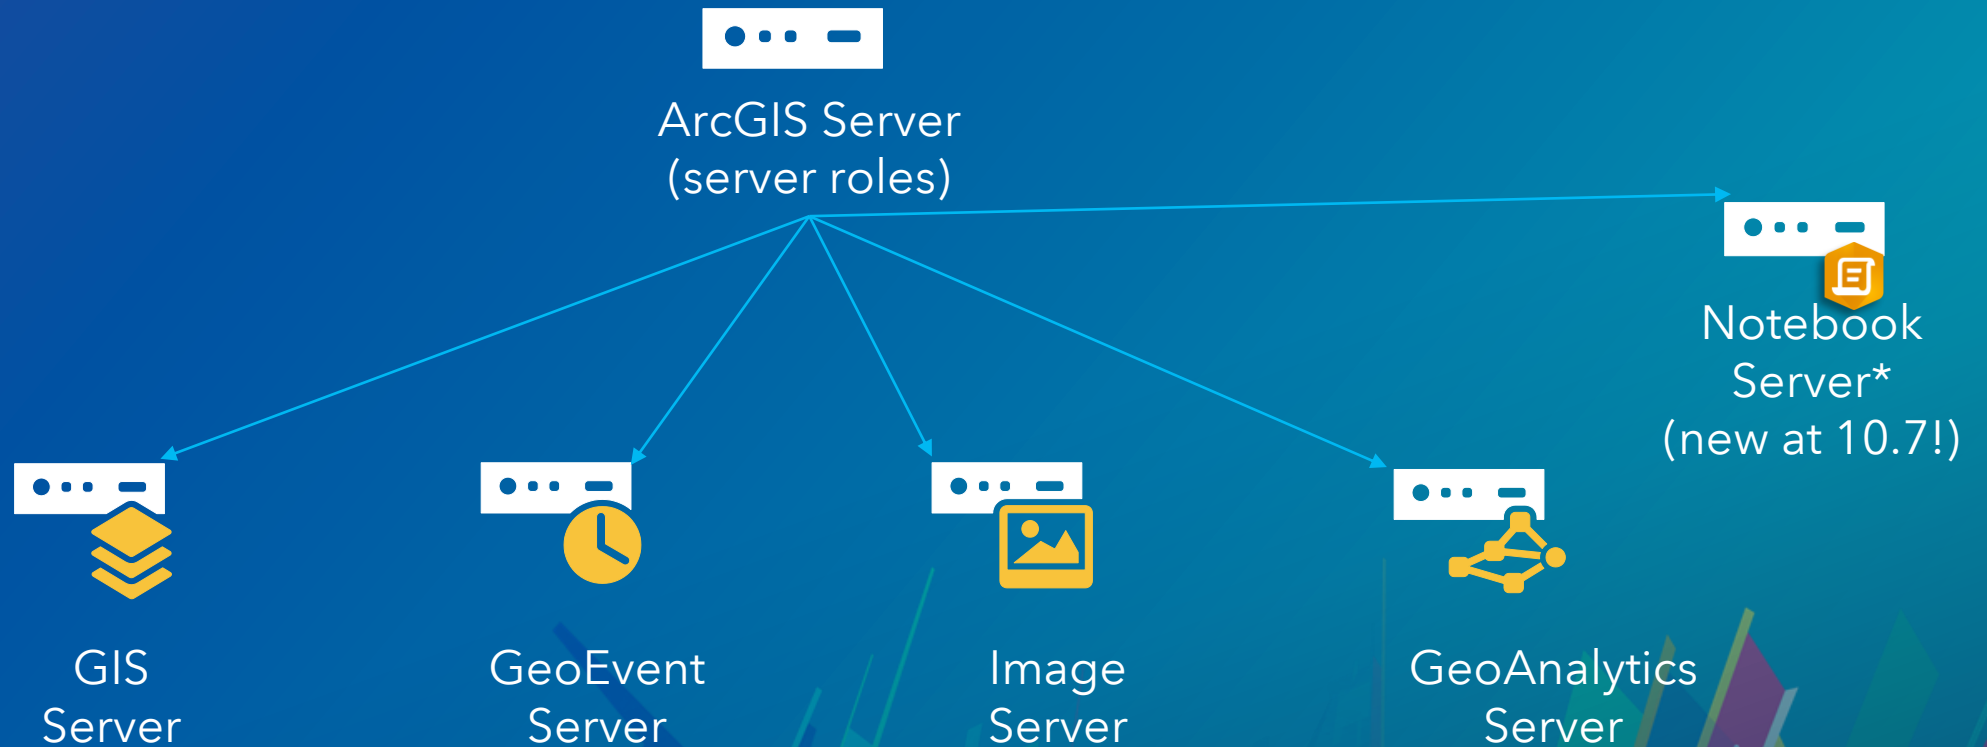 ArcGIS Server
(server roles)
Notebook
Server*
(new at 10.7!)
GIS
Server
GeoEvent
Server
Image
Server
GeoAnalytics
Server